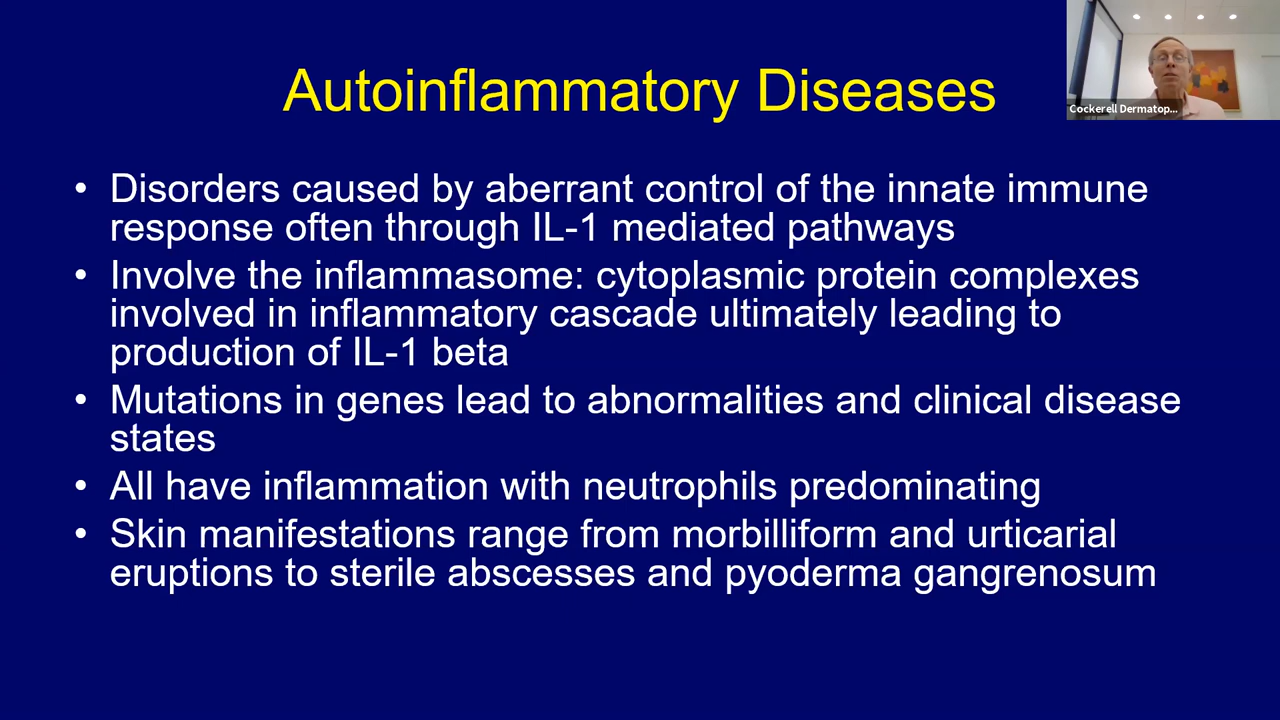 Autoinflammatory Diseases
Cockerell Dermatop...
• Disorders caused by aberrant control of the innate immune
response often through IL-1 mediated pathways
• Involve the inflammasome: cytoplasmic protein complexes
involved in inflammatory cascade ultimately leading to
production of IL-1 beta
• Mutations in genes lead to abnormalities and clinical disease
states
• All have inflammation with neutrophils predominating
• Skin manifestations range from morbilliform and urticarial
eruptions to sterile abscesses and pyoderma gangrenosum